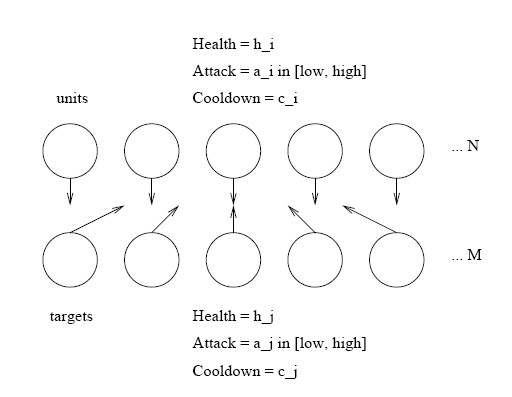 Health = h_i
Attack = a_i in [low, high]
units
Cooldown = c_i
... N
... M
targets
Health = h_j
Attack = a_j in [low, high]
Cooldown = c_j